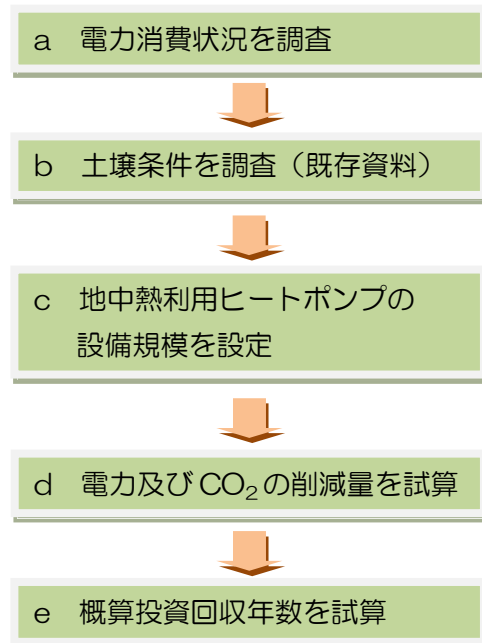 a 電力消費状況を調査
b 土壌条件を調査（既存資料）
c 地中熱利用ヒートポンプの
設備規模を設定
d 電力及びCO₂の削減量を試算
e 概算投資回収年数を試算